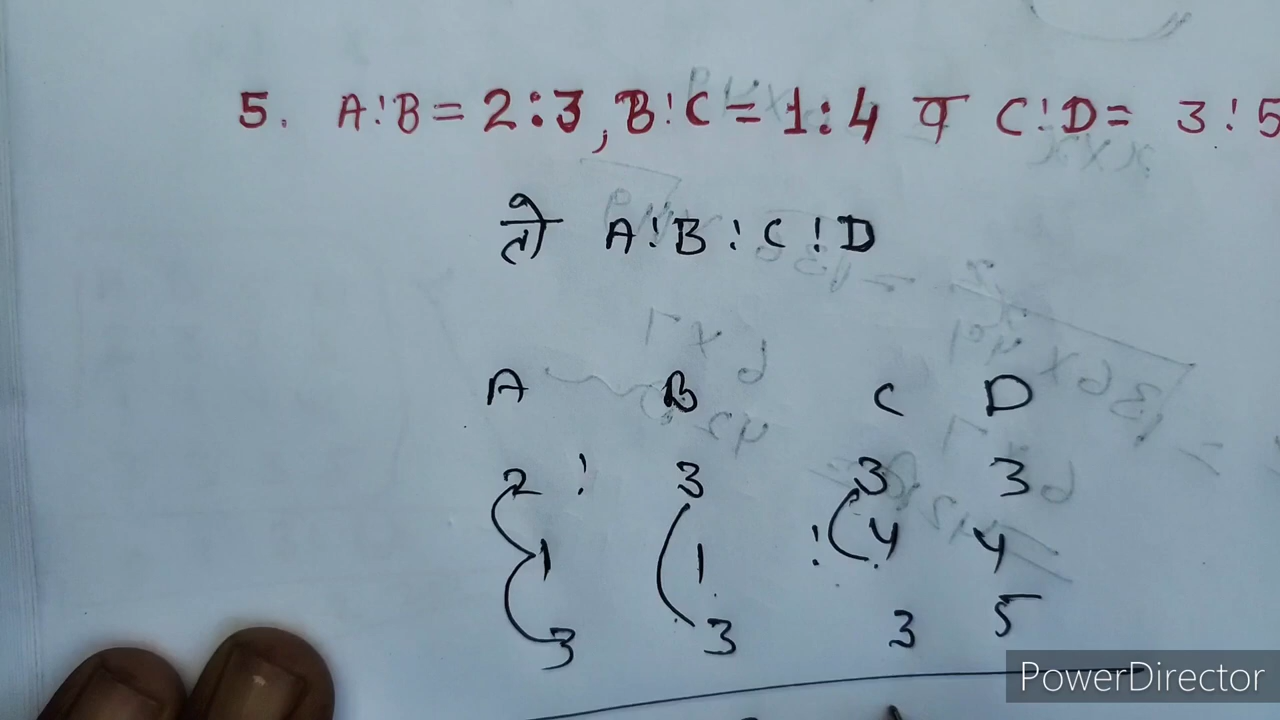 5. A:B = 2:3, B:C = 1:4 व C:D = 3:5
तो A:B:C:D
A B C D
2 : 3 3 3
1 1 : 4 4
3 3 3 5
PowerDirector